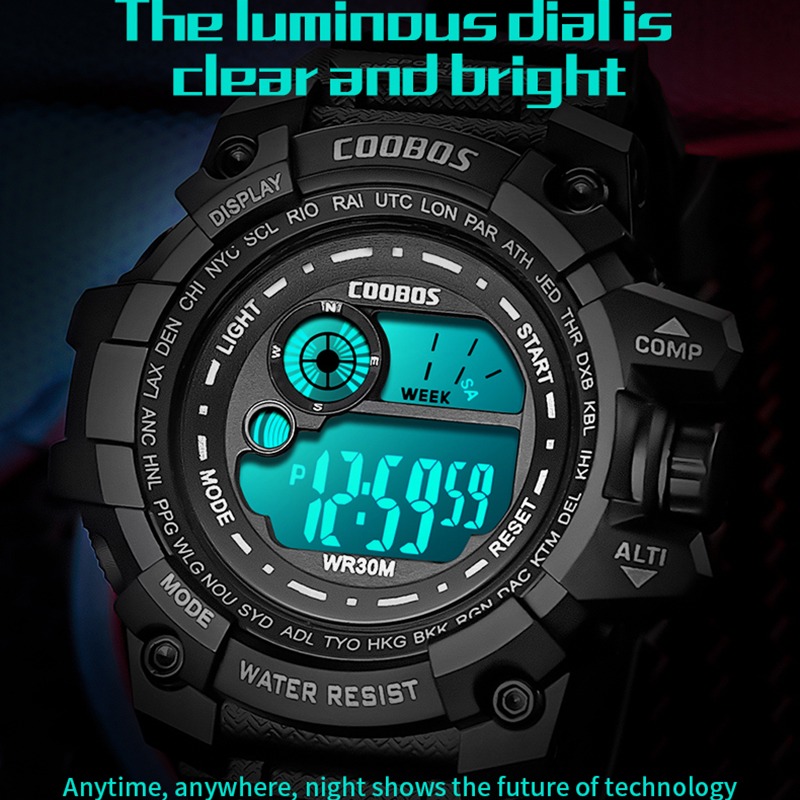 The luminous dial is
clear and bright
COOBOS
DISPLAY
NYC SCL RIO RAI UTC LON PAR ATH JED THR DXB KBL KHI DEL KTM DAC RGN BKK HKG TYO ADL SYD NOU WLG PPG HNL ANC LAX DEN CHI
COOBOS
LIGHT
START
COMP
N
W
E
S
WEEK
SA
P 12:59 59
MODE
RESET
WR30M
ALTI
MODE
WATER RESIST
Anytime, anywhere, night shows the future of technology